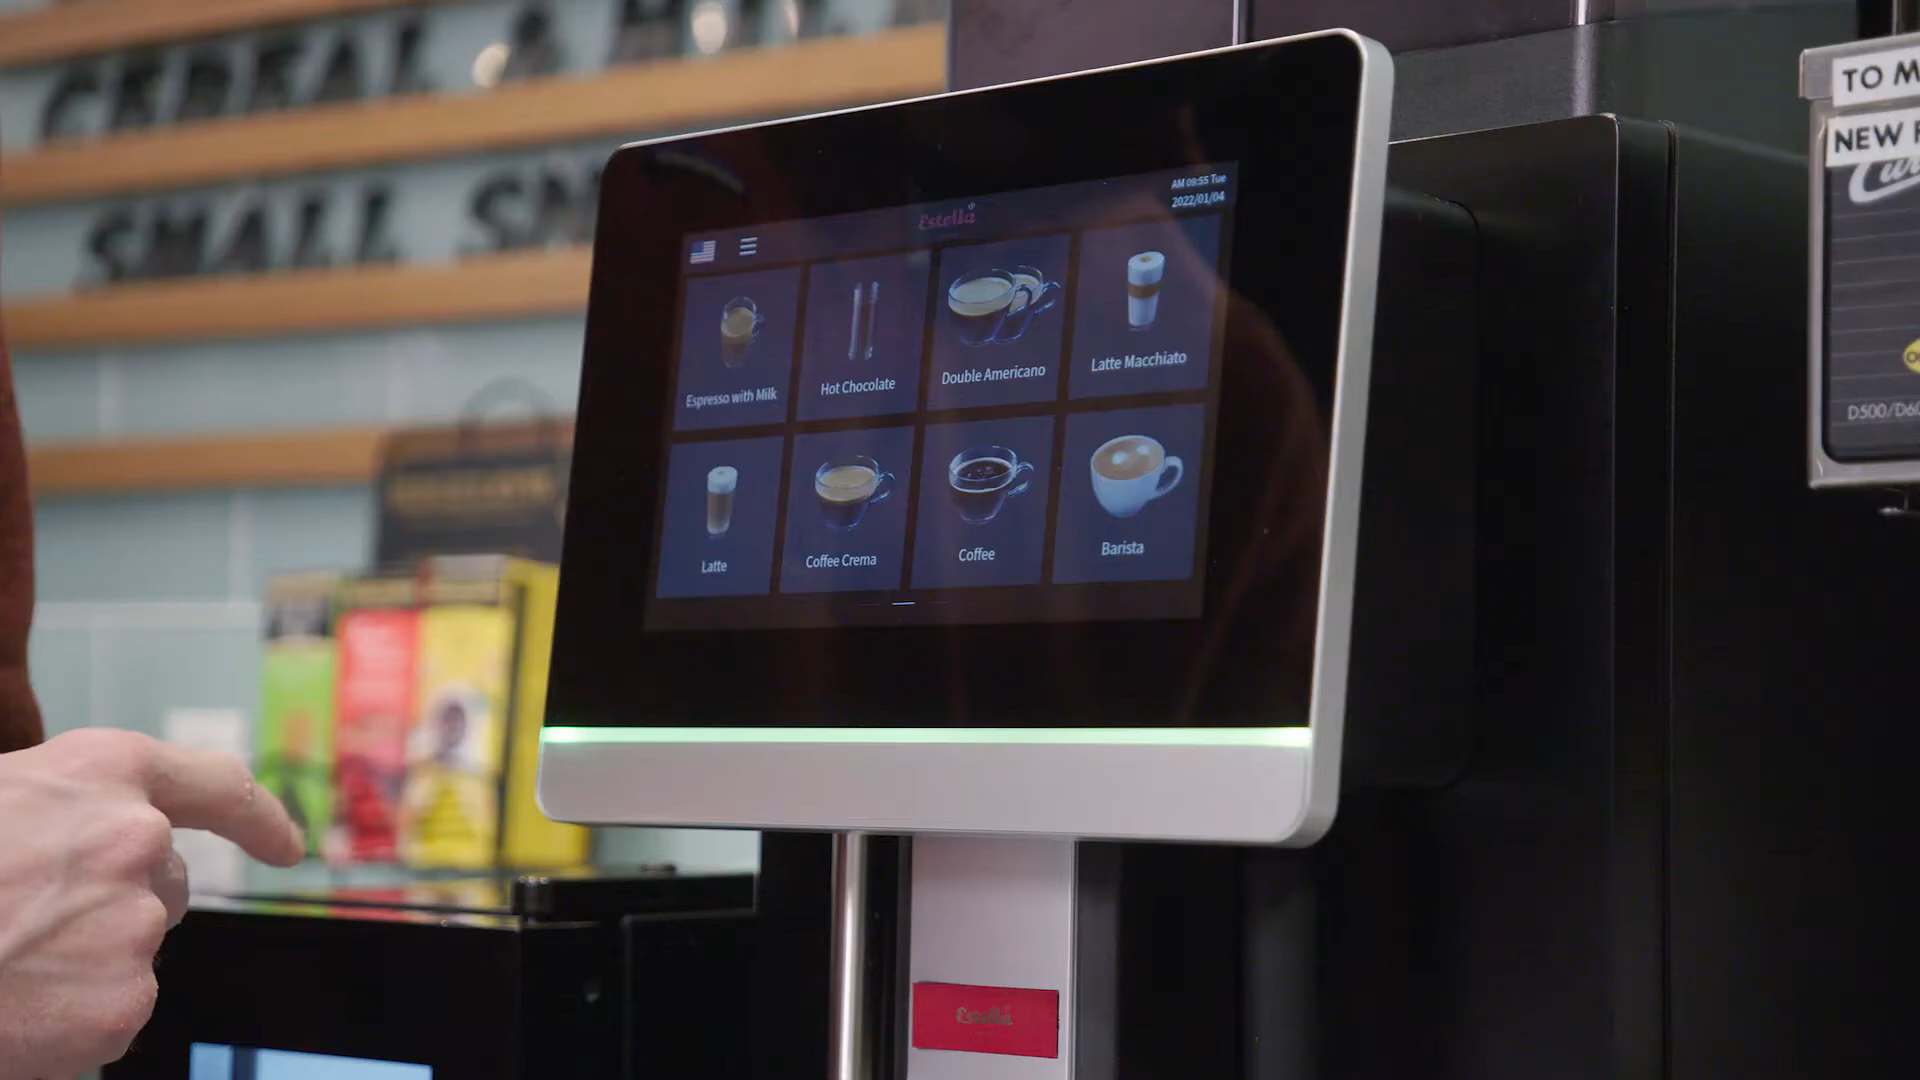 CEREAL &
SMALL
TO M
NEW F
AM 09:55 Tue
2022/01/04
Estella
Espresso with Milk
Hot Chocolate
Double Americano
Latte Macchiato
Latte
Coffee Crema
Coffee
Barista
D500/D60
Estella